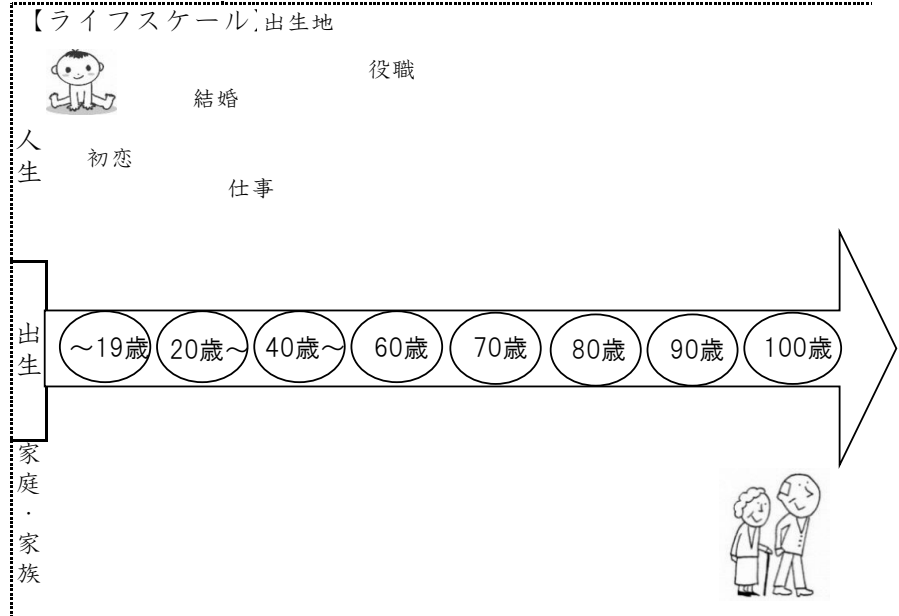 【ライフスケール】出生地
役職
結婚
人生
初恋
仕事
出生
～19歳
20歳～
40歳～
60歳
70歳
80歳
90歳
100歳
家庭・家族